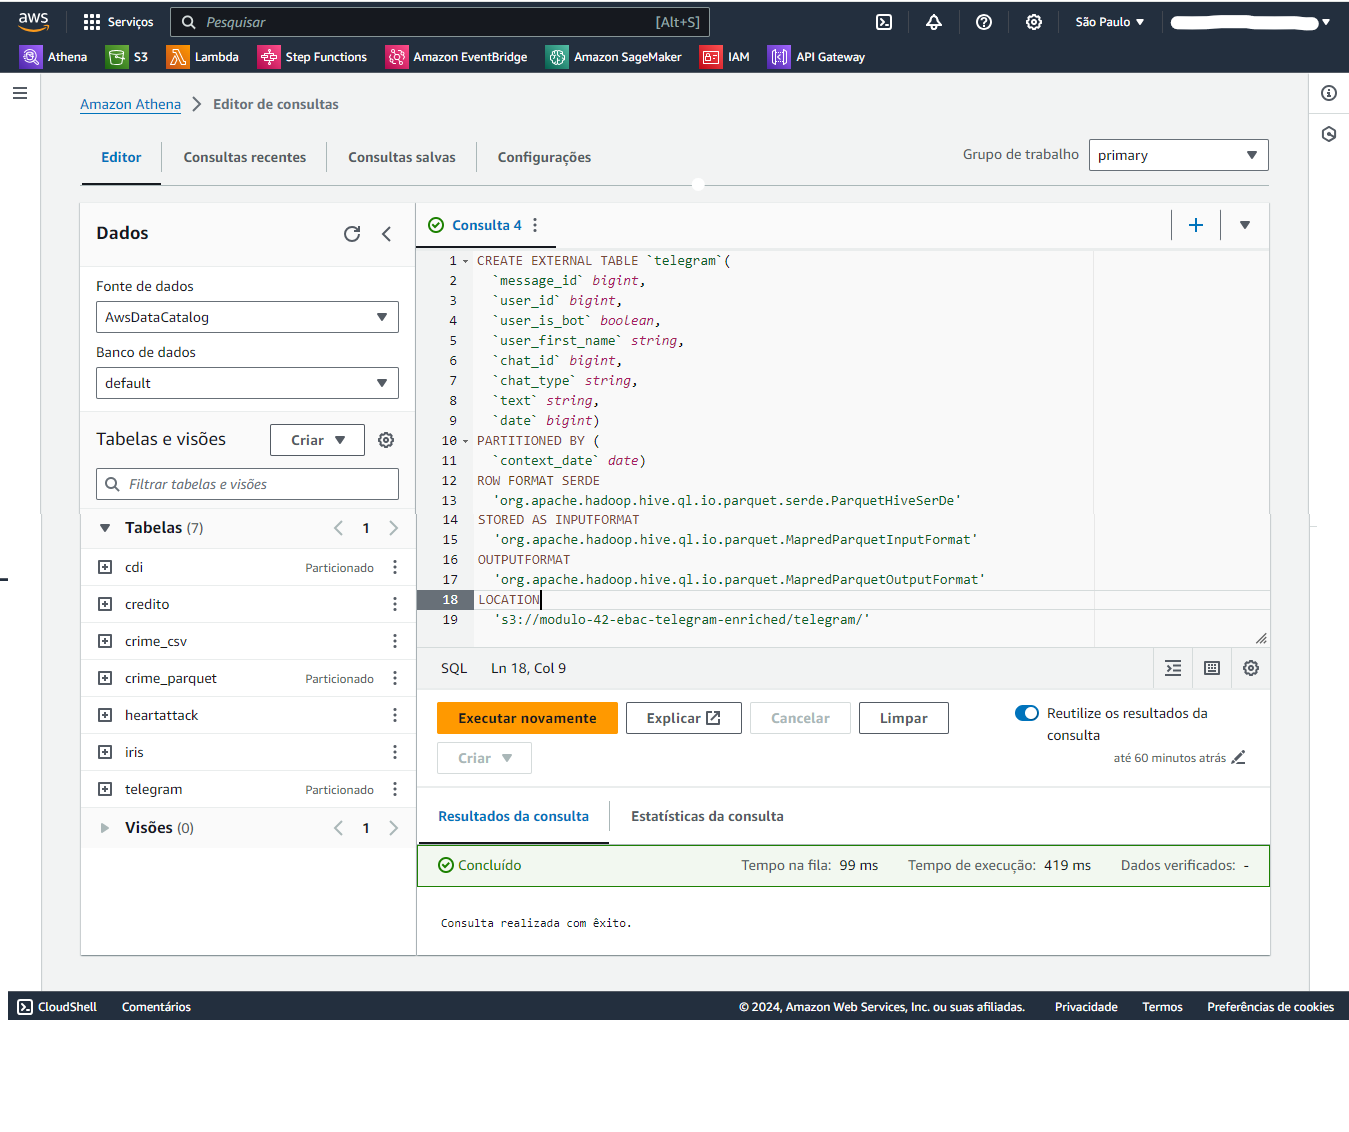 aws Serviços Pesquisar [Alt+S] São Paulo
Athena S3 Lambda Step Functions Amazon EventBridge Amazon SageMaker IAM API Gateway
Amazon Athena Editor de consultas
Editor Consultas recentes Consultas salvas Configurações
Grupo de trabalho primary
Dados
Fonte de dados
AwsDataCatalog
Banco de dados
default
Tabelas e visões Criar
Filtrar tabelas e visões
Tabelas (7) 1
cdi Particionado
credito
crime_csv
crime_parquet Particionado
heartattack
iris
telegram Particionado
Visões (0) 1
Consulta 4
1 CREATE EXTERNAL TABLE `telegram`(
2 `message_id` bigint,
3 `user_id` bigint,
4 `user_is_bot` boolean,
5 `user_first_name` string,
6 `chat_id` bigint,
7 `chat_type` string,
8 `text` string,
9 `date` bigint)
10 PARTITIONED BY (
11 `context_date` date)
12 ROW FORMAT SERDE
13 'org.apache.hadoop.hive.ql.io.parquet.serde.ParquetHiveSerDe'
14 STORED AS INPUTFORMAT
15 'org.apache.hadoop.hive.ql.io.parquet.MapredParquetInputFormat'
16 OUTPUTFORMAT
17 'org.apache.hadoop.hive.ql.io.parquet.MapredParquetOutputFormat'
18 LOCATION
19 's3://modulo-42-ebac-telegram-enriched/telegram/'
SQL Ln 18, Col 9
Executar novamente Explicar Cancelar Limpar
Criar
Reutilize os resultados da
consulta
até 60 minutos atrás
Resultados da consulta Estatísticas da consulta
Concluído Tempo na fila: 99 ms Tempo de execução: 419 ms Dados verificados: -
Consulta realizada com êxito.
CloudShell Comentários © 2024, Amazon Web Services, Inc. ou suas afiliadas. Privacidade Termos Preferências de cookies